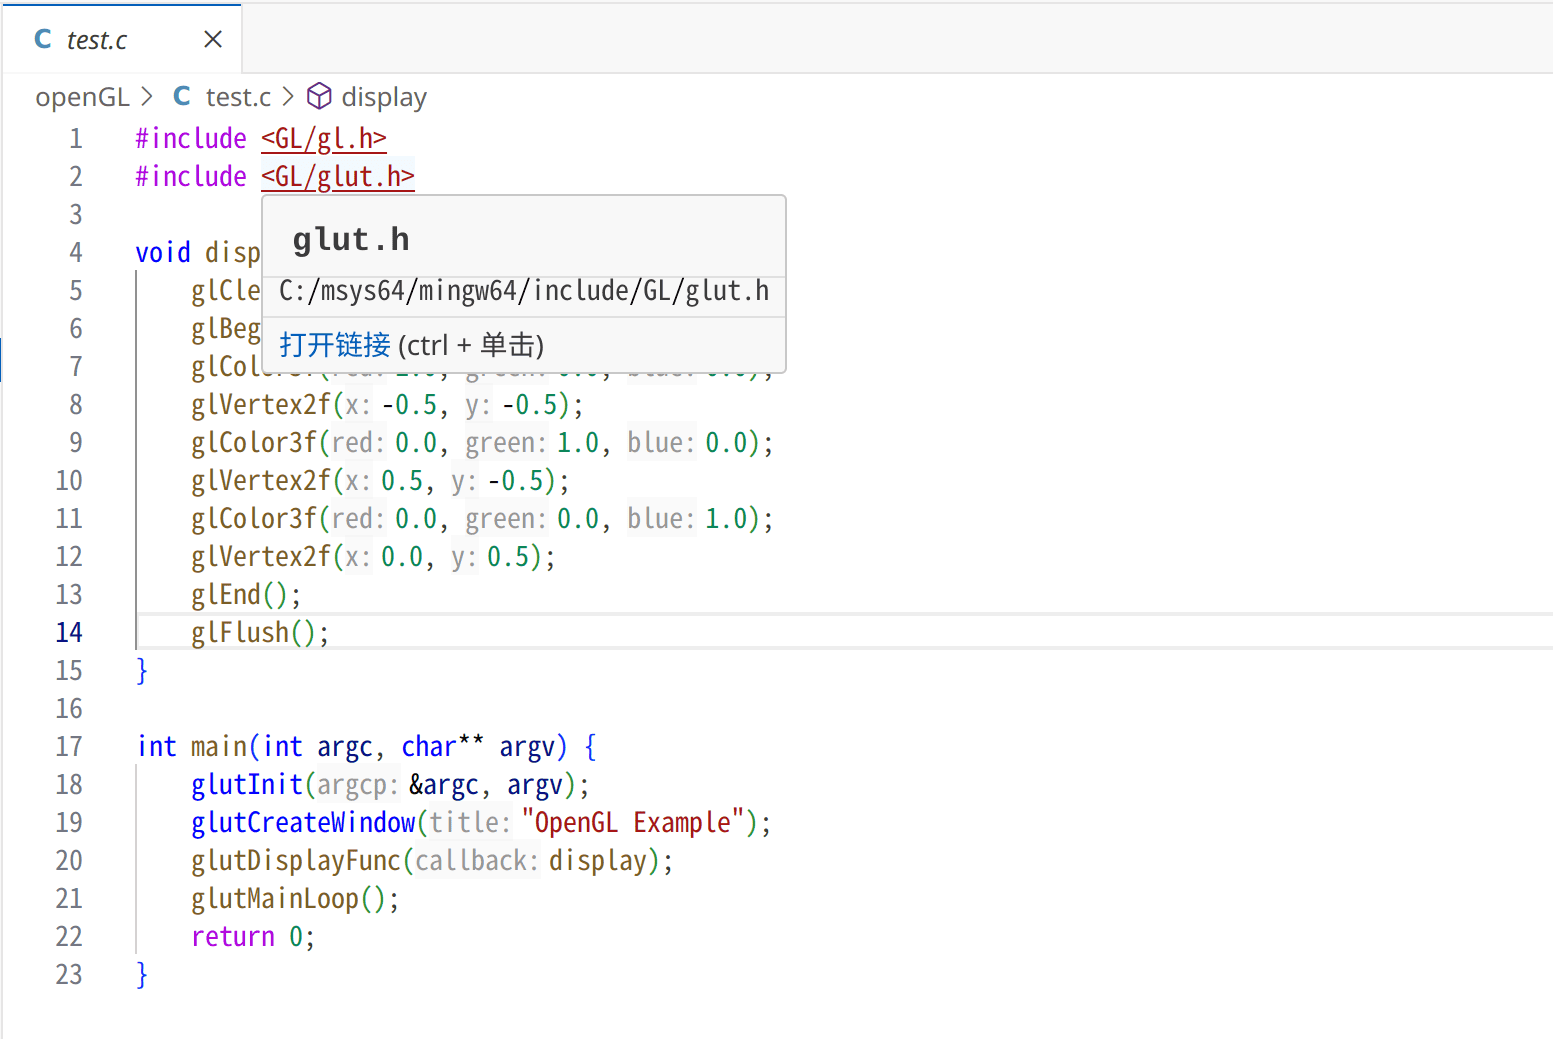 C test.c ×
openGL > C test.c > display
1 #include <GL/gl.h>
2 #include <GL/glut.h>
3
glut.h
4 void disp
5 glCle
C:/msys64/mingw64/include/GL/glut.h
6 glBeg
打开链接 (ctrl + 单击)
7
8 glVertex2f(x: -0.5, y: -0.5);
9 glColor3f(red: 0.0, green: 1.0, blue: 0.0);
10 glVertex2f(x: 0.5, y: -0.5);
11 glColor3f(red: 0.0, green: 0.0, blue: 1.0);
12 glVertex2f(x: 0.0, y: 0.5);
13 glEnd();
14 glFlush();
15 }
16
17 int main(int argc, char** argv) {
18 glutInit(argcp: &argc, argv);
19 glutCreateWindow(title: "OpenGL Example");
20 glutDisplayFunc(callback: display);
21 glutMainLoop();
22 return 0;
23 }